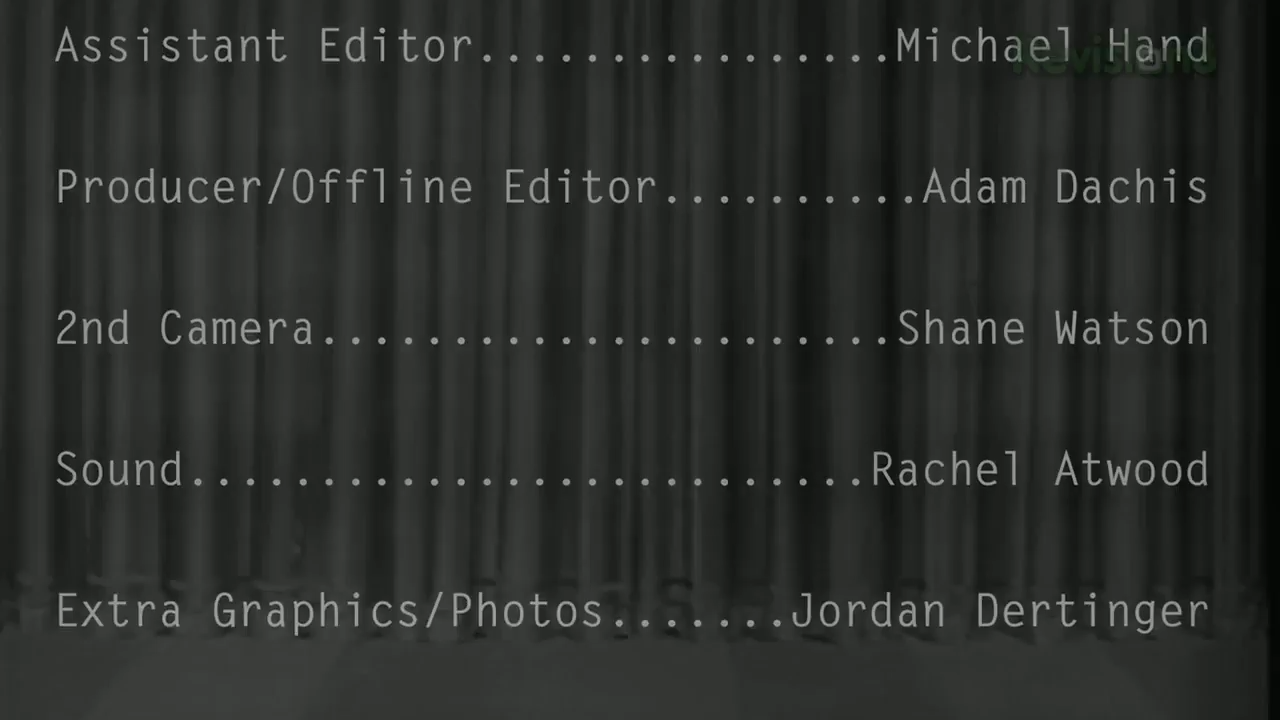 Assistant Editor................Michael Hand
Producer/Offline Editor..........Adam Dachis
2nd Camera......................Shane Watson
Sound..........................Rachel Atwood
Extra Graphics/Photos.......Jordan Dertinger